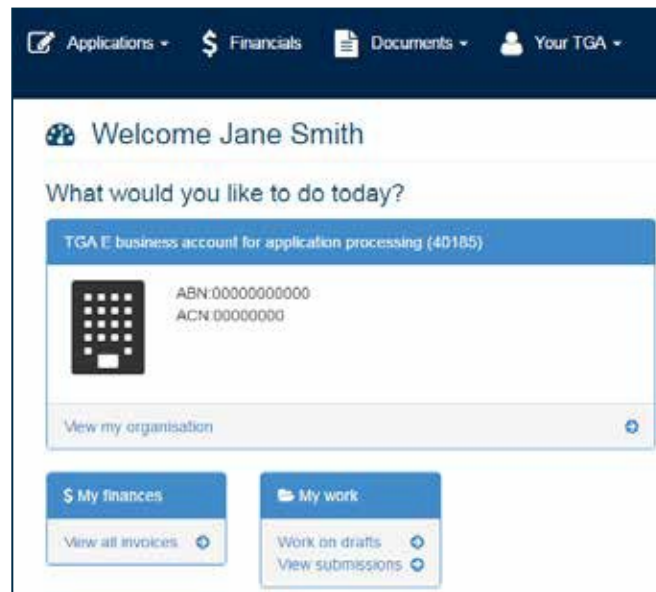 Applications
$ Financials
Documents
Your TGA
Welcome Jane Smith
What would you like to do today?
TGA E business account for application processing (40185)
ABN:00000000000
ACN:00000000
View my organisation
$ My finances
View all invoices
My work
Work on drafts
View submissions